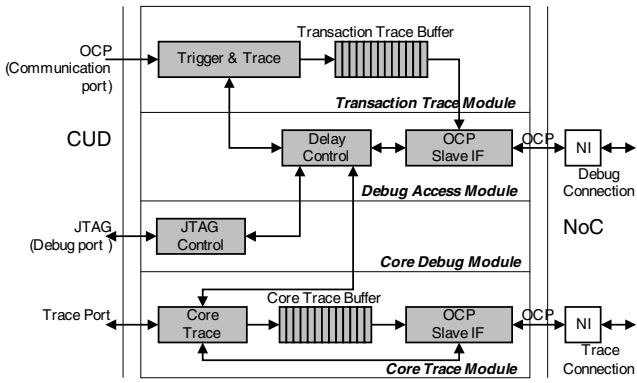 OCP
(Communication
port)
Trigger & Trace
Transaction Trace Buffer
Transaction Trace Module
CUD
Delay
Control
OCP
Slave IF
OCP
NI
Debug
Connection
Debug Access Module
JTAG
(Debug port )
JTAG
Control
NoC
Core Debug Module
Trace Port
Core
Trace
Core Trace Buffer
OCP
Slave IF
OCP
NI
Trace
Connection
Core Trace Module